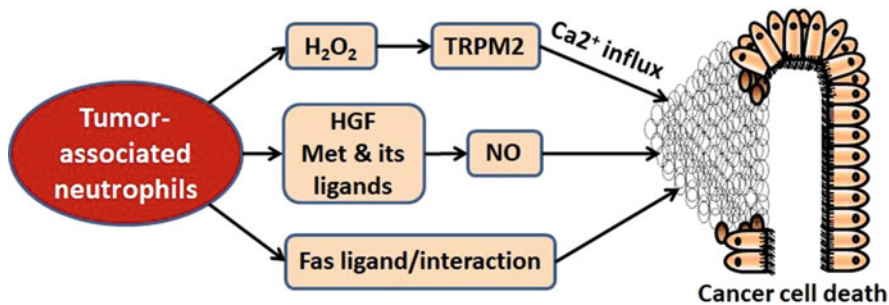 Tumor-
associated
neutrophils
H₂O₂
TRPM2
Ca2⁺ influx
HGF
Met & its
ligands
NO
Fas ligand/interaction
Cancer cell death